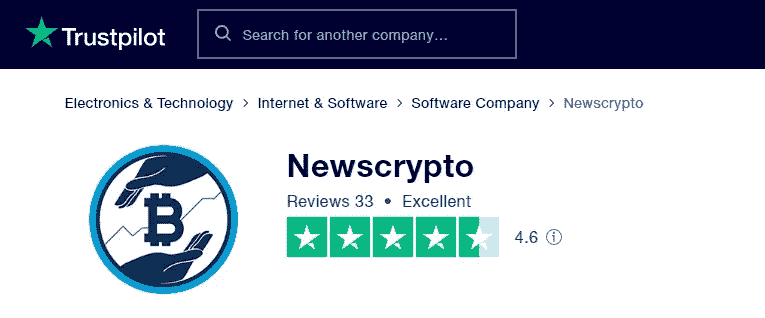 Trustpilot
Search for another company...
Electronics & Technology > Internet & Software > Software Company > Newscrypto
Newscrypto
Reviews 33 • Excellent
4.6